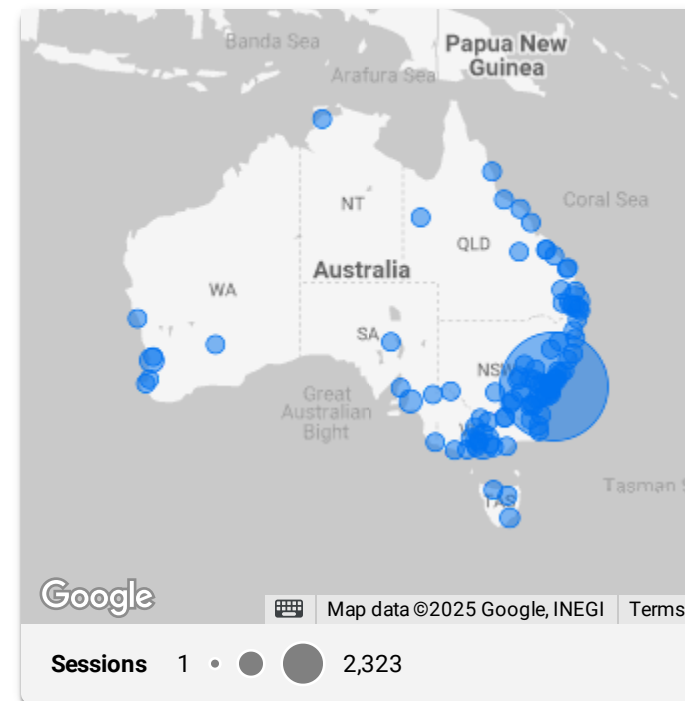 Banda Sea
Papua New
Guinea
Arafura Sea
Coral Sea
NT
QLD
Australia
WA
SA
NSW
Great
Australian
Bight
Tasman
TAS
Google
Map data ©2025 Google, INEGI
Terms
Sessions 1 2,323